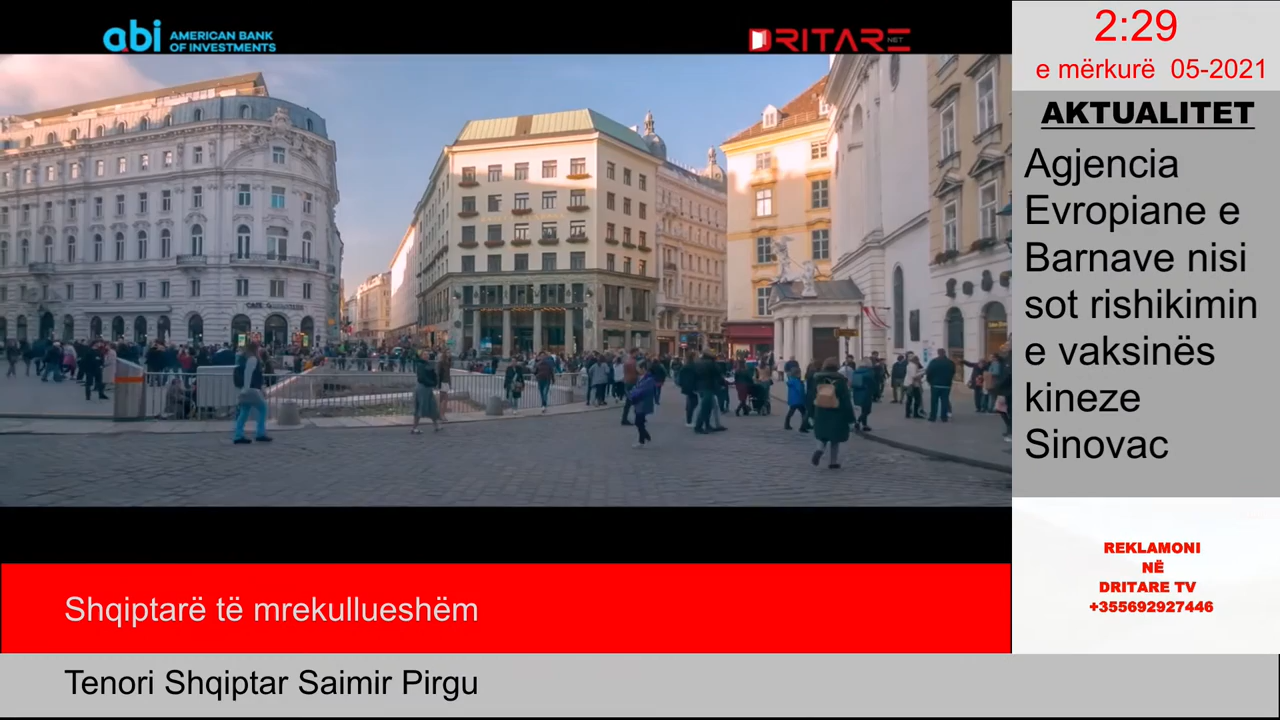 abi AMERICAN BANK
OF INVESTMENTS
DRITARE NET
2:29
e mërkurë 05-2021
AKTUALITET
Agjencia
Evropiane e
Barnave nisi
sot rishikimin
e vaksinës
kineze
Sinovac
REKLAMONI
NË
DRITARE TV
+355692927446
Shqiptarë të mrekullueshëm
Tenori Shqiptar Saimir Pirgu